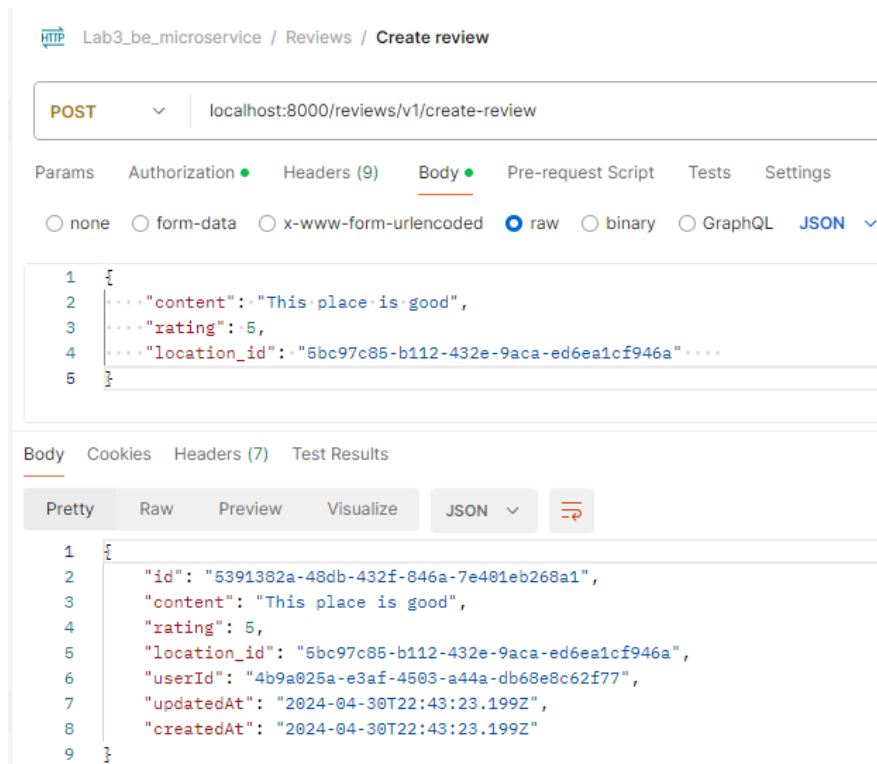 HTTP Lab3_be_microservice / Reviews / Create review
POST localhost:8000/reviews/v1/create-review
Params Authorization Headers (9) Body Pre-request Script Tests Settings
none form-data x-www-form-urlencoded raw binary GraphQL JSON
1 {
2 "content": "This place is good",
3 "rating": 5,
4 "location_id": "5bc97c85-b112-432e-9aca-ed6ea1cf946a"
5 }
Body Cookies Headers (7) Test Results
Pretty Raw Preview Visualize JSON
1 {
2 "id": "5391382a-48db-432f-846a-7e401eb268a1",
3 "content": "This place is good",
4 "rating": 5,
5 "location_id": "5bc97c85-b112-432e-9aca-ed6ea1cf946a",
6 "userId": "4b9a025a-e3af-4503-a44a-db68e8c62f77",
7 "updatedAt": "2024-04-30T22:43:23.199Z",
8 "createdAt": "2024-04-30T22:43:23.199Z"
9 }